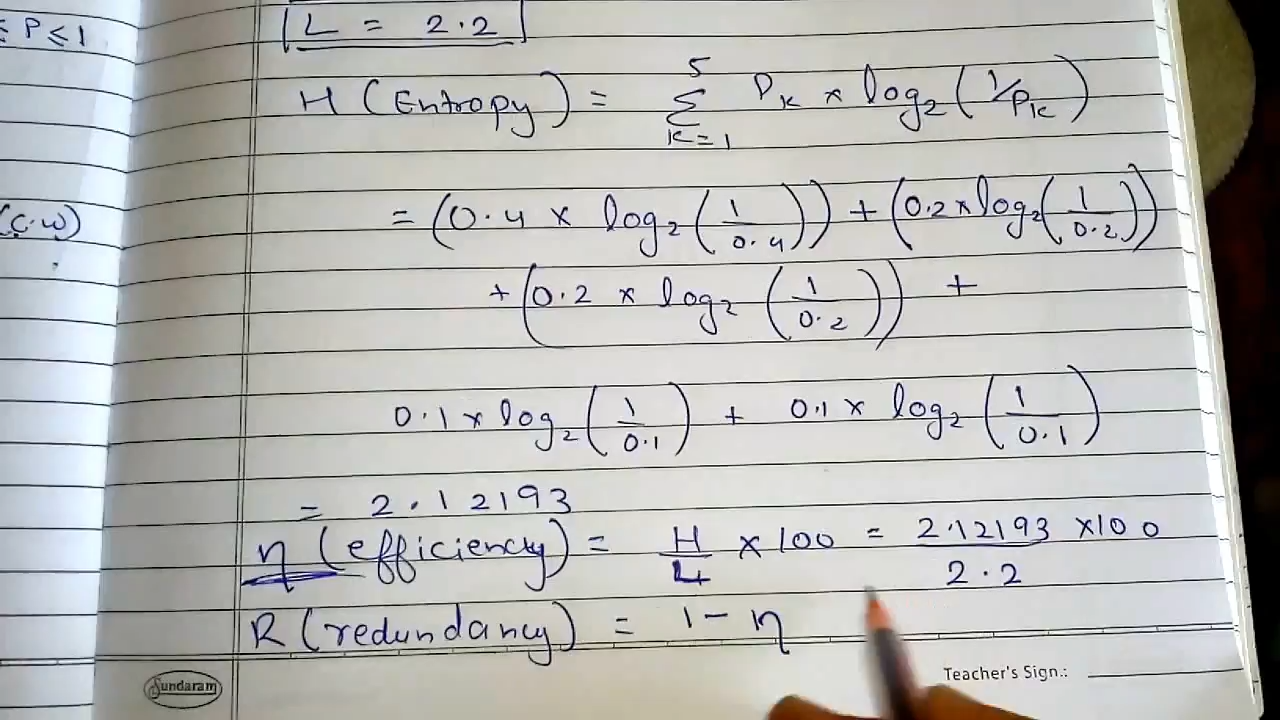 ≤ P ≤ 1
L = 2.2
H (Entropy) = 5 Σ k=1 Pk × log2 (1/Pk)
(c.w)
= (0.4 × log2 (1/0.4)) + (0.2 × log2 (1/0.2))
+ (0.2 × log2 (1/0.2)) +
0.1 × log2 (1/0.1) + 0.1 × log2 (1/0.1)
= 2.12193
η (efficiency) = H/L × 100 = 2.12193/2.2 × 100
R (redundancy) = 1 - η
Sundaram
Teacher's Sign.: